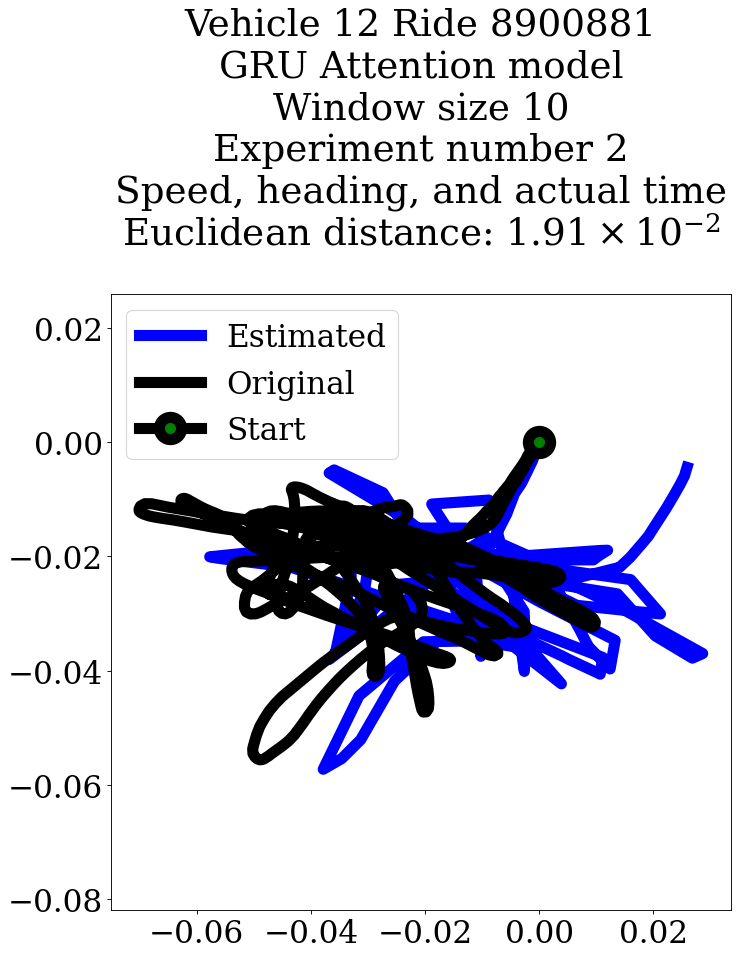 Vehicle 12 Ride 8900881
GRU Attention model
Window size 10
Experiment number 2
Speed, heading, and actual time
Euclidean distance: 1.91 × 10⁻²
Estimated
Original
Start
0.02
0.00
−0.02
−0.04
−0.06
−0.08
−0.06 −0.04 −0.02 0.00 0.02